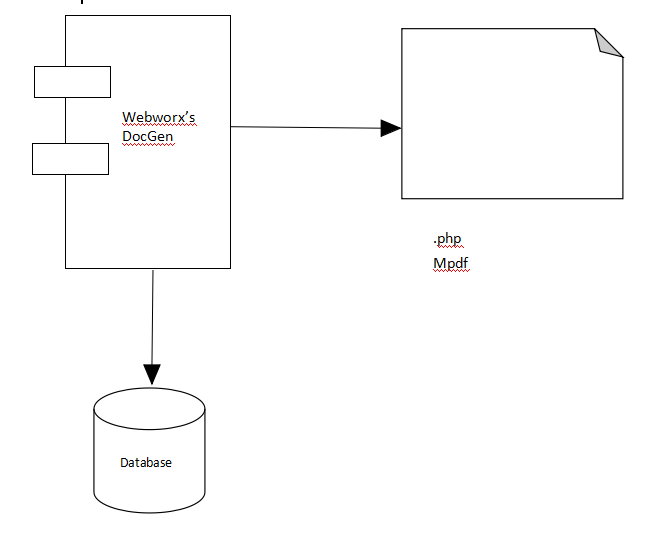 Webworx’s
DocGen
.php
Mpdf
Database